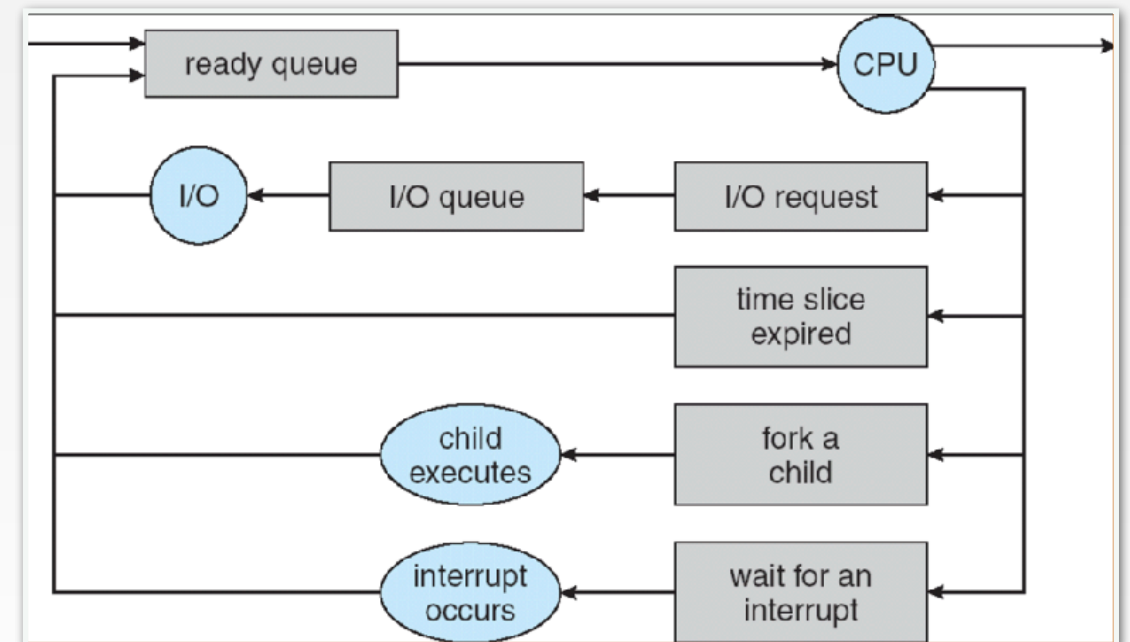 ready queue
CPU
I/O
I/O queue
I/O request
time slice
expired
child
executes
fork a
child
interrupt
occurs
wait for an
interrupt